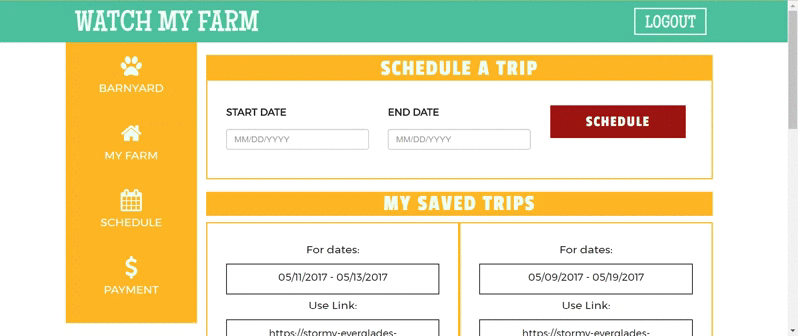 WATCH MY FARM
LOGOUT
BARNYARD
MY FARM
SCHEDULE
PAYMENT
SCHEDULE A TRIP
START DATE
END DATE
MM/DD/YYYY
MM/DD/YYYY
SCHEDULE
MY SAVED TRIPS
For dates:
05/11/2017 - 05/13/2017
Use Link:
https://stormy-everglades-
For dates:
05/09/2017 - 05/19/2017
Use Link:
https://stormy-everglades-